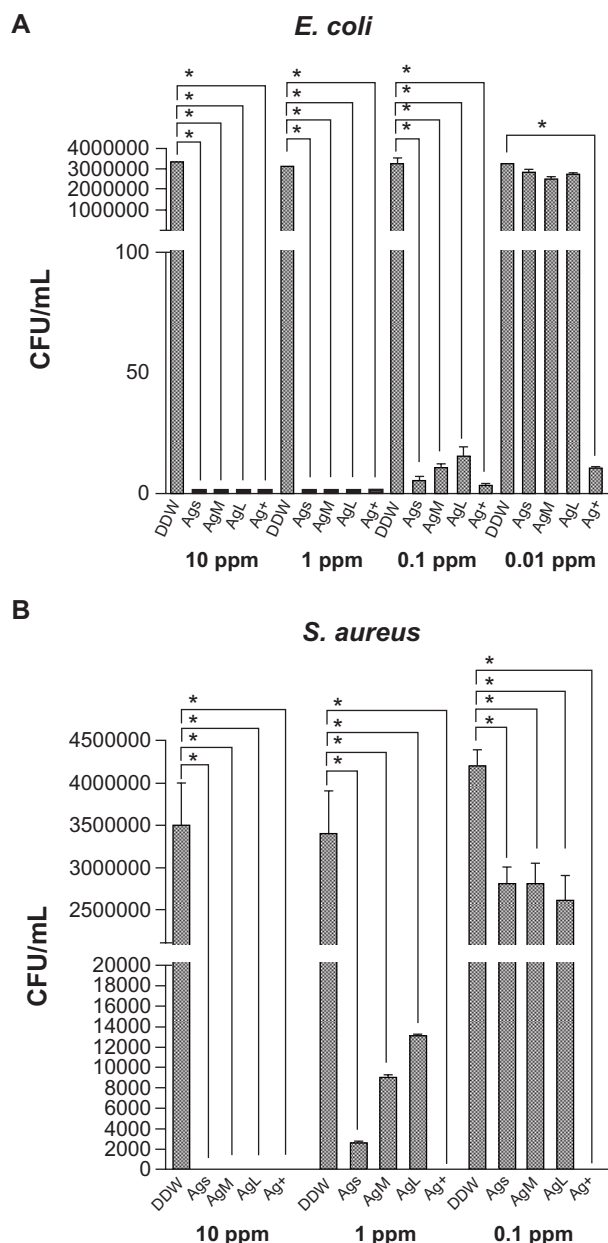 A
E. coli
* * * *
* * * *
* * * *
*
4000000
3000000
2000000
1000000
100
50
0
CFU/mL
DDW Ags AgM AgL Ag+ DDW Ags AgM AgL Ag+ DDW Ags AgM AgL Ag+ DDW Ags AgM AgL Ag+
10 ppm 1 ppm 0.1 ppm 0.01 ppm
B
S. aureus
* * * *
* * * *
* * * *
4500000
4000000
3500000
3000000
2500000
20000
18000
16000
14000
12000
10000
8000
6000
4000
2000
0
CFU/mL
DDW Ags AgM AgL Ag+ DDW Ags AgM AgL Ag+ DDW Ags AgM AgL Ag+
10 ppm 1 ppm 0.1 ppm